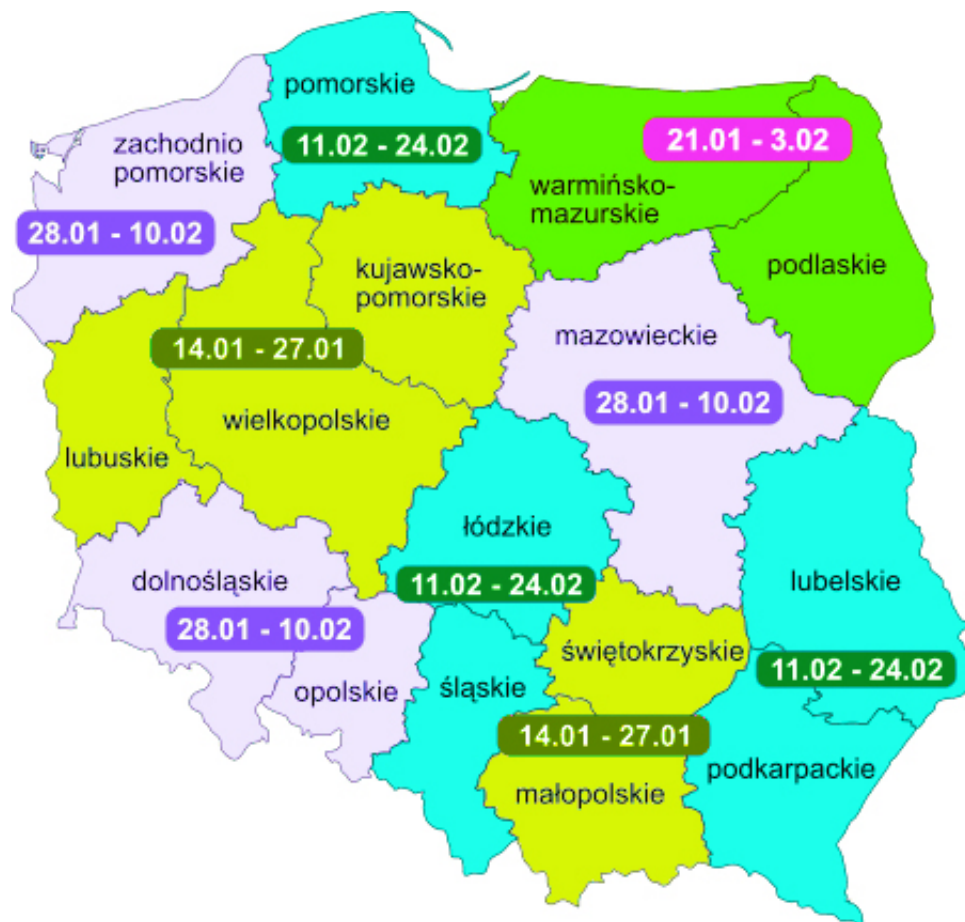 pomorskie
11.02 - 24.02
zachodnio
pomorskie
28.01 - 10.02
21.01 - 3.02
warmińsko-
mazurskie
podlaskie
kujawsko-
pomorskie
14.01 - 27.01
mazowieckie
28.01 - 10.02
wielkopolskie
lubuskie
łódzkie
11.02 - 24.02
dolnośląskie
28.01 - 10.02
opolskie
lubelskie
11.02 - 24.02
świętokrzyskie
śląskie
14.01 - 27.01
małopolskie
podkarpackie